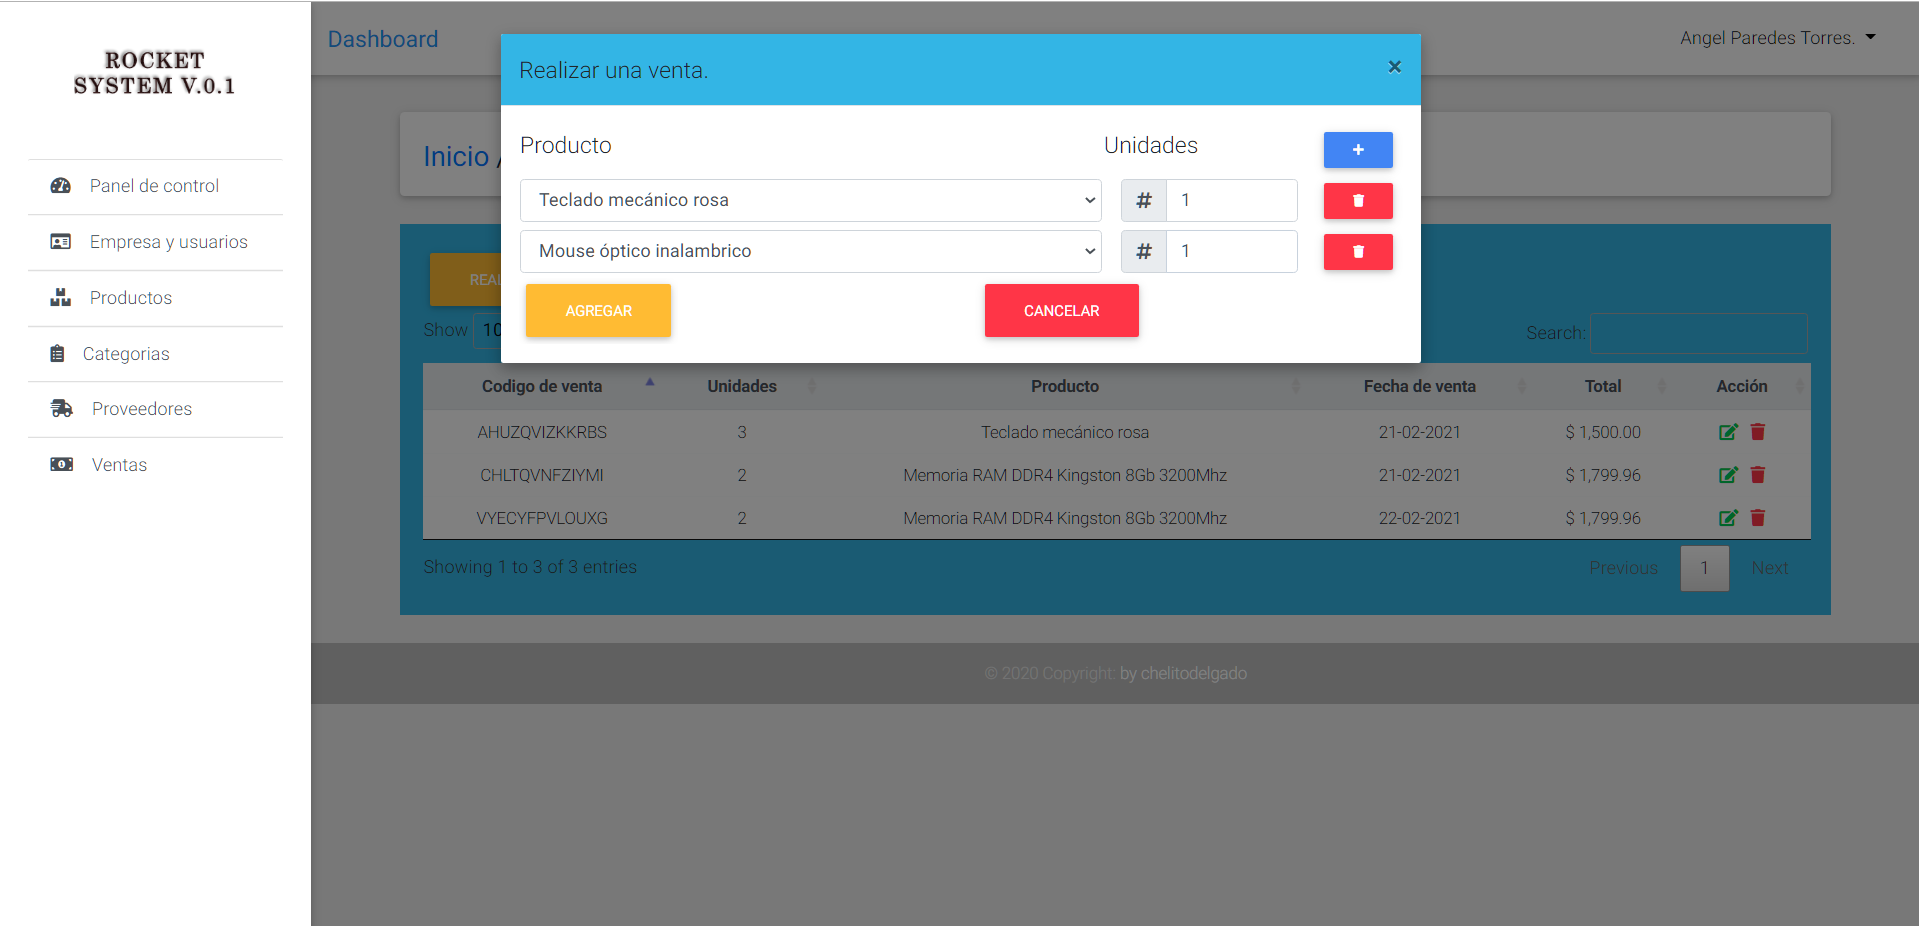 ROCKET
SYSTEM V.0.1
Panel de control
Empresa y usuarios
Productos
Categorias
Proveedores
Ventas
Dashboard
Angel Paredes Torres.
Realizar una venta.
×
Inicio /
Producto Unidades +
Teclado mecánico rosa # 1
Mouse óptico inalambrico # 1
AGREGAR CANCELAR
REAL
Show 10 Search:
Codigo de venta Unidades Producto Fecha de venta Total Acción
AHUZQVIZKKRBS 3 Teclado mecánico rosa 21-02-2021 $ 1,500.00
CHLTQVNFZIYMI 2 Memoria RAM DDR4 Kingston 8Gb 3200Mhz 21-02-2021 $ 1,799.96
VYECYFPVLOUXG 2 Memoria RAM DDR4 Kingston 8Gb 3200Mhz 22-02-2021 $ 1,799.96
Showing 1 to 3 of 3 entries Previous 1 Next
© 2020 Copyright: by chelitodelgado